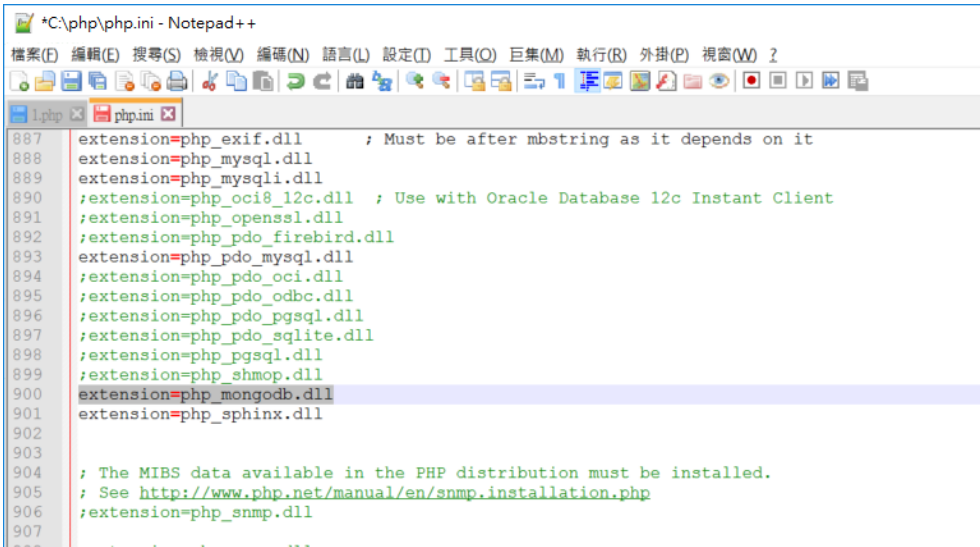 *C:\php\php.ini - Notepad++
檔案(F) 編輯(E) 搜尋(S) 檢視(V) 編碼(N) 語言(L) 設定(T) 工具(O) 巨集(M) 執行(R) 外掛(P) 視窗(W) ?
1.php php.ini
887 extension=php_exif.dll ; Must be after mbstring as it depends on it
888 extension=php_mysql.dll
889 extension=php_mysqli.dll
890 ;extension=php_oci8_12c.dll ; Use with Oracle Database 12c Instant Client
891 ;extension=php_openssl.dll
892 ;extension=php_pdo_firebird.dll
893 extension=php_pdo_mysql.dll
894 ;extension=php_pdo_oci.dll
895 ;extension=php_pdo_odbc.dll
896 ;extension=php_pdo_pgsql.dll
897 ;extension=php_pdo_sqlite.dll
898 ;extension=php_pgsql.dll
899 ;extension=php_shmop.dll
900 extension=php_mongodb.dll
901 extension=php_sphinx.dll
902
903
904 ; The MIBS data available in the PHP distribution must be installed.
905 ; See http://www.php.net/manual/en/snmp.installation.php
906 ;extension=php_snmp.dll
907